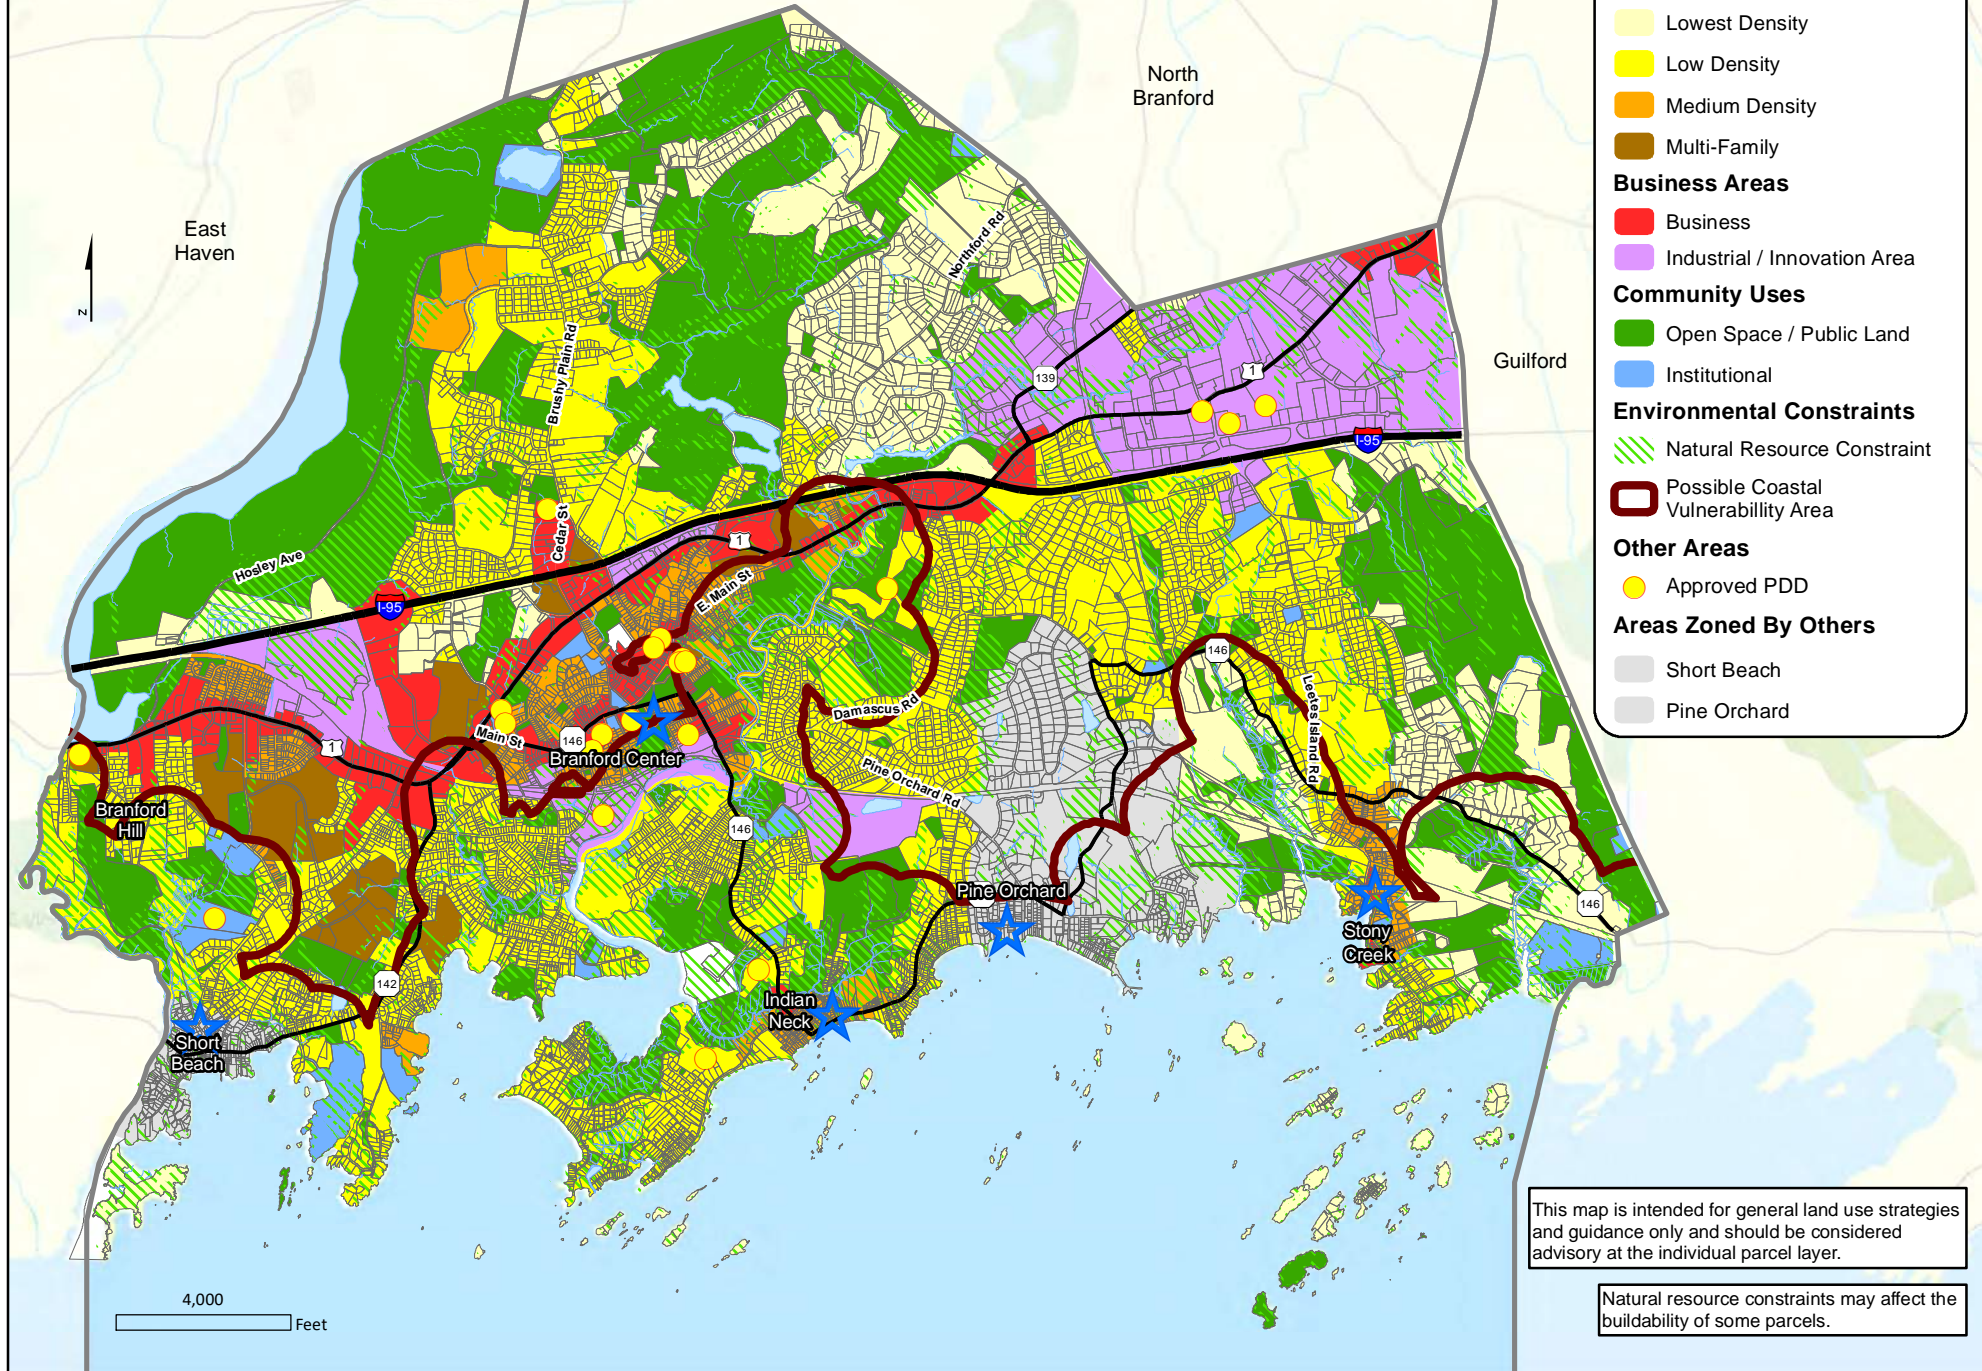 Lowest Density
Low Density
Medium Density
Multi-Family
Business Areas
Business
Industrial / Innovation Area
Community Uses
Open Space / Public Land
Institutional
Environmental Constraints
Natural Resource Constraint
Possible Coastal
Vulnerabillity Area
Other Areas
Approved PDD
Areas Zoned By Others
Short Beach
Pine Orchard
North
Branford
East
Haven
Guilford
N
Northford Rd
Brushy Plain Rd
139
1
I-95
Cedar St
1
Hosley Ave
I-95
E. Main St
146
Leetes Island Rd
Damascus Rd
Main St
146
Branford Center
1
Pine Orchard Rd
Branford
Hill
146
Pine Orchard
146
Stony
Creek
142
Indian
Neck
Short
Beach
This map is intended for general land use strategies
and guidance only and should be considered
advisory at the individual parcel layer.
Natural resource constraints may affect the
buildability of some parcels.
4,000
Feet